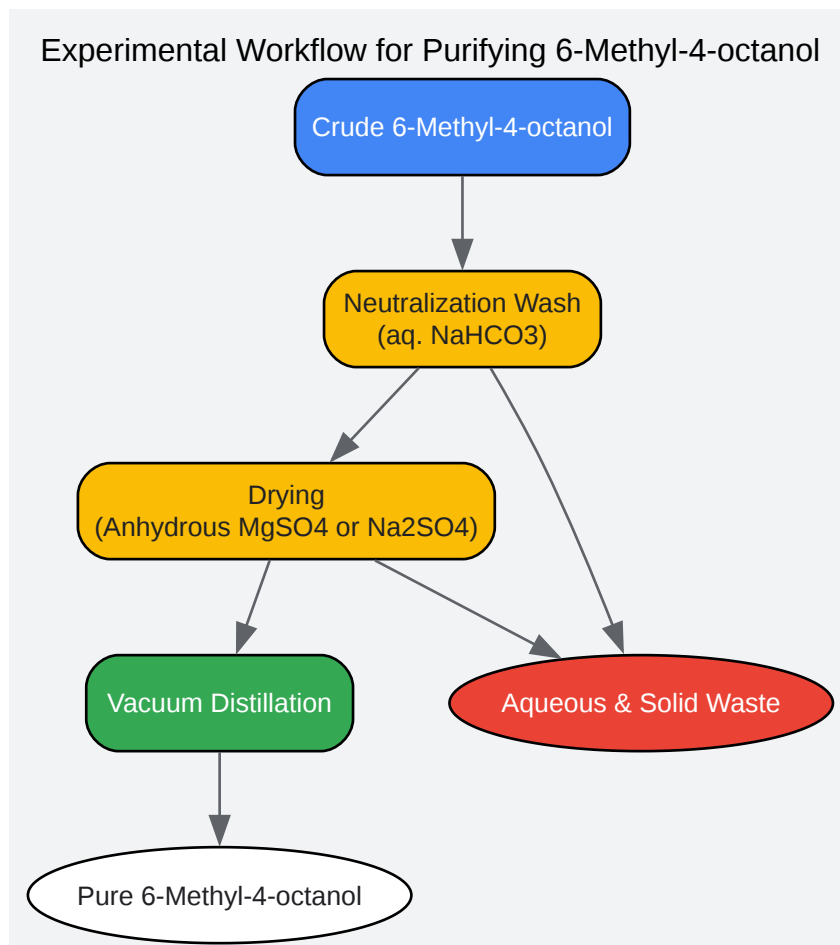 Experimental Workflow for Purifying 6-Methyl-4-octanol
Crude 6-Methyl-4-octanol
Neutralization Wash
(aq. NaHCO3)
Drying
(Anhydrous MgSO4 or Na2SO4)
Vacuum Distillation
Aqueous & Solid Waste
Pure 6-Methyl-4-octanol